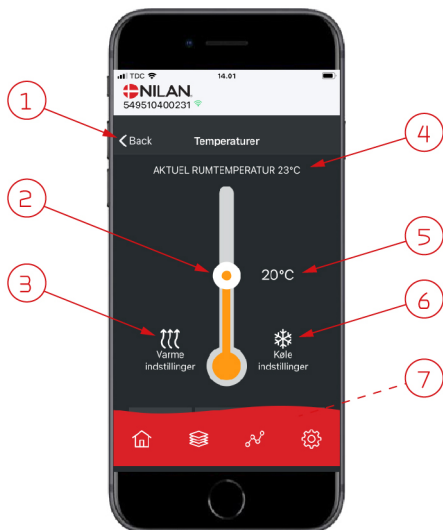 TDC
14.01
NILAN
549510400231
Back
Temperaturer
AKTUEL RUMTEMPERATUR 23°C
20°C
Varme
indstillinger
Køle
indstillinger
1
2
3
4
5
6
7